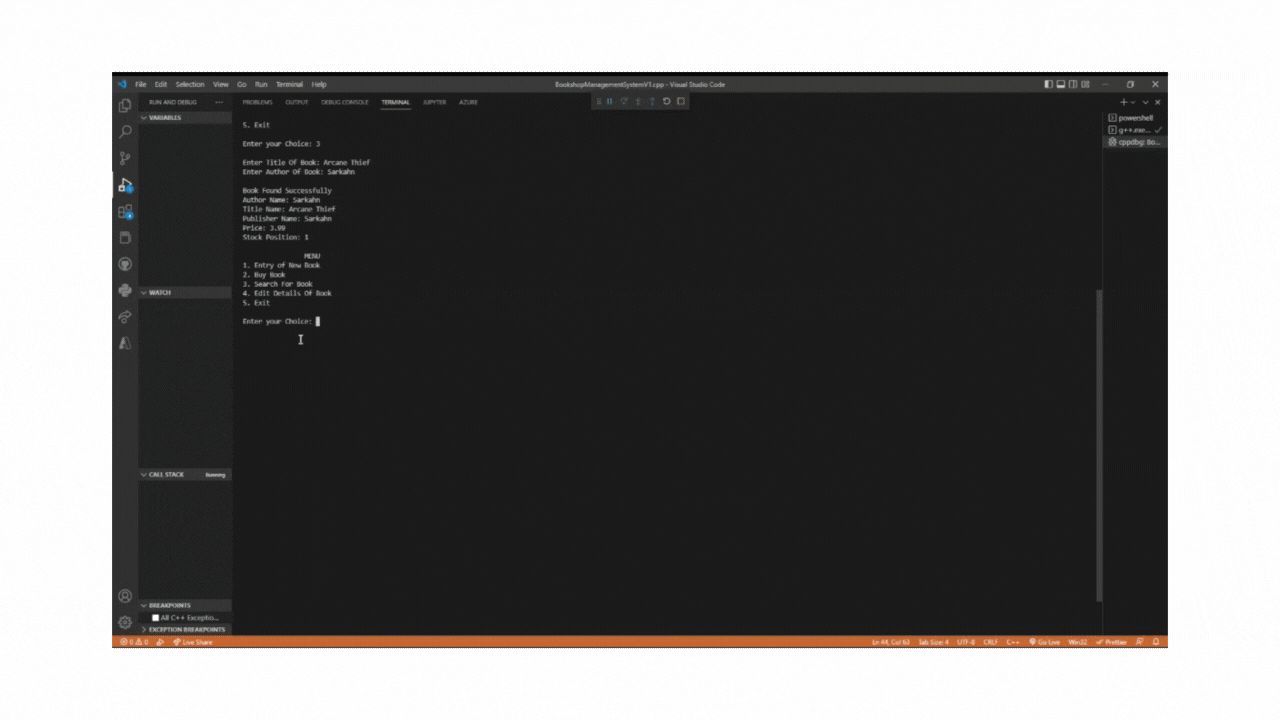 File Edit Selection View Go Run Terminal Help BookshopManagementSystemV1.cpp - Visual Studio Code
RUN AND DEBUG ... PROBLEMS OUTPUT DEBUG CONSOLE TERMINAL JUPYTER AZURE
VARIABLES
5. Exit
Enter your Choice: 3
Enter Title Of Book: Arcane Thief
Enter Author Of Book: Sarkahn
Book Found Successfully
Author Name: Sarkahn
Title Name: Arcane Thief
Publisher Name: Sarkahn
Price: 3.99
Stock Position: 1
MENU
1. Entry of New Book
2. Buy Book
3. Search For Book
4. Edit Details Of Book
5. Exit
Enter your Choice:
powershell
g++.exe...
cppdbg: Bo...
WATCH
CALL STACK Running
BREAKPOINTS
All C++ Exceptio...
EXCEPTION BREAKPOINTS
0 0 Live Share Ln 44, Col 63 Tab Size: 4 UTF-8 CRLF C++ Go Live Win32 Prettier